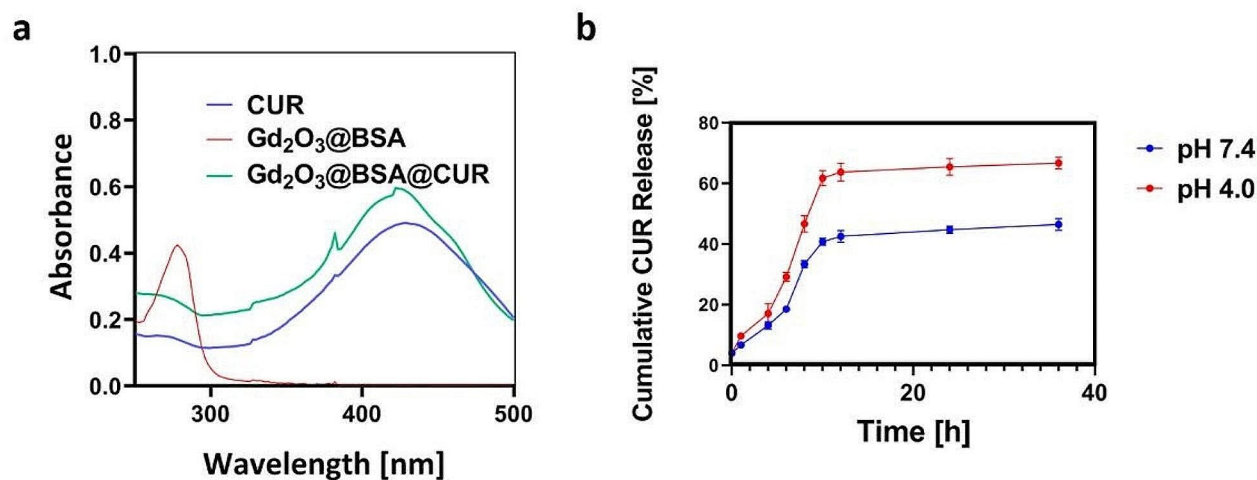 a
1.0
0.8
0.6
0.4
0.2
0.0
Absorbance
CUR
Gd₂O₃@BSA
Gd₂O₃@BSA@CUR
300
400
500
Wavelength [nm]
b
Cumulative CUR Release [%]
80
60
40
20
0
0
20
40
Time [h]
pH 7.4
pH 4.0